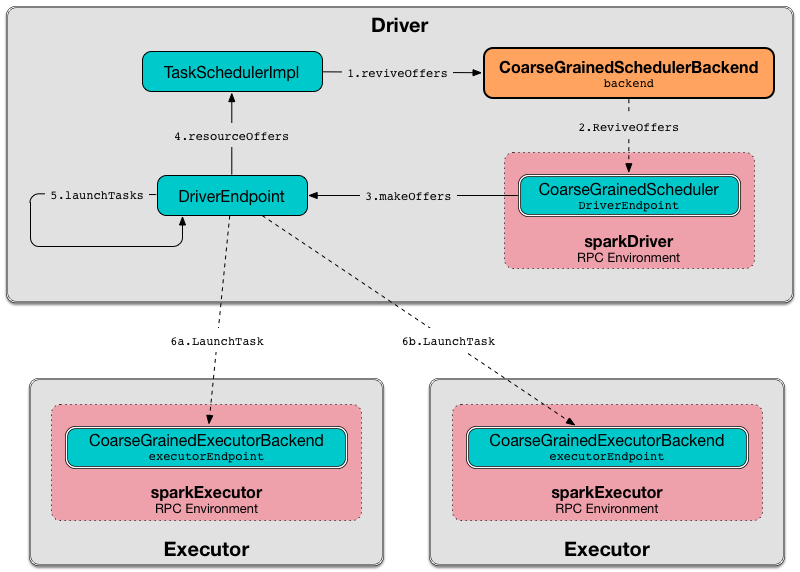 Driver
TaskSchedulerImpl
1.reviveOffers
CoarseGrainedSchedulerBackend
backend
2.ReviveOffers
4.resourceOffers
CoarseGrainedScheduler
DriverEndpoint
sparkDriver
RPC Environment
3.makeOffers
DriverEndpoint
5.launchTasks
6a.LaunchTask
6b.LaunchTask
CoarseGrainedExecutorBackend
executorEndpoint
sparkExecutor
RPC Environment
Executor
CoarseGrainedExecutorBackend
executorEndpoint
sparkExecutor
RPC Environment
Executor